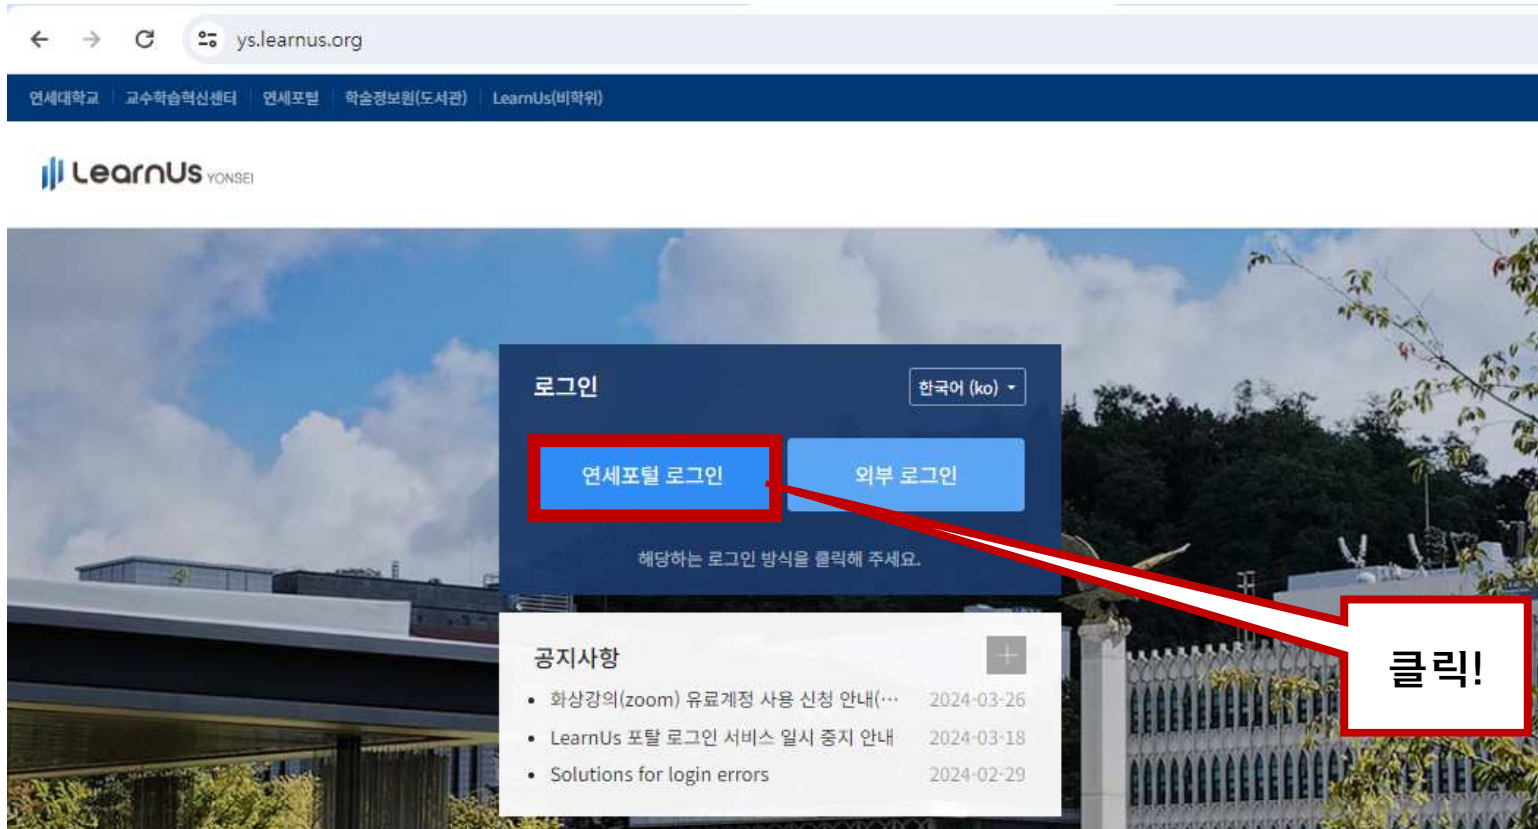 ys.learnus.org
연세대학교 교수학습혁신센터 연세포털 학술정보원(도서관) LearnUs(비학위)
LearnUs YONSEI
로그인 한국어 (ko)
연세포털 로그인 외부 로그인
해당하는 로그인 방식을 클릭해 주세요.
클릭!
공지사항
화상강의(zoom) 유료계정 사용 신청 안내(… 2024-03-26
LearnUs 포탈 로그인 서비스 일시 중지 안내 2024-03-18
Solutions for login errors 2024-02-29